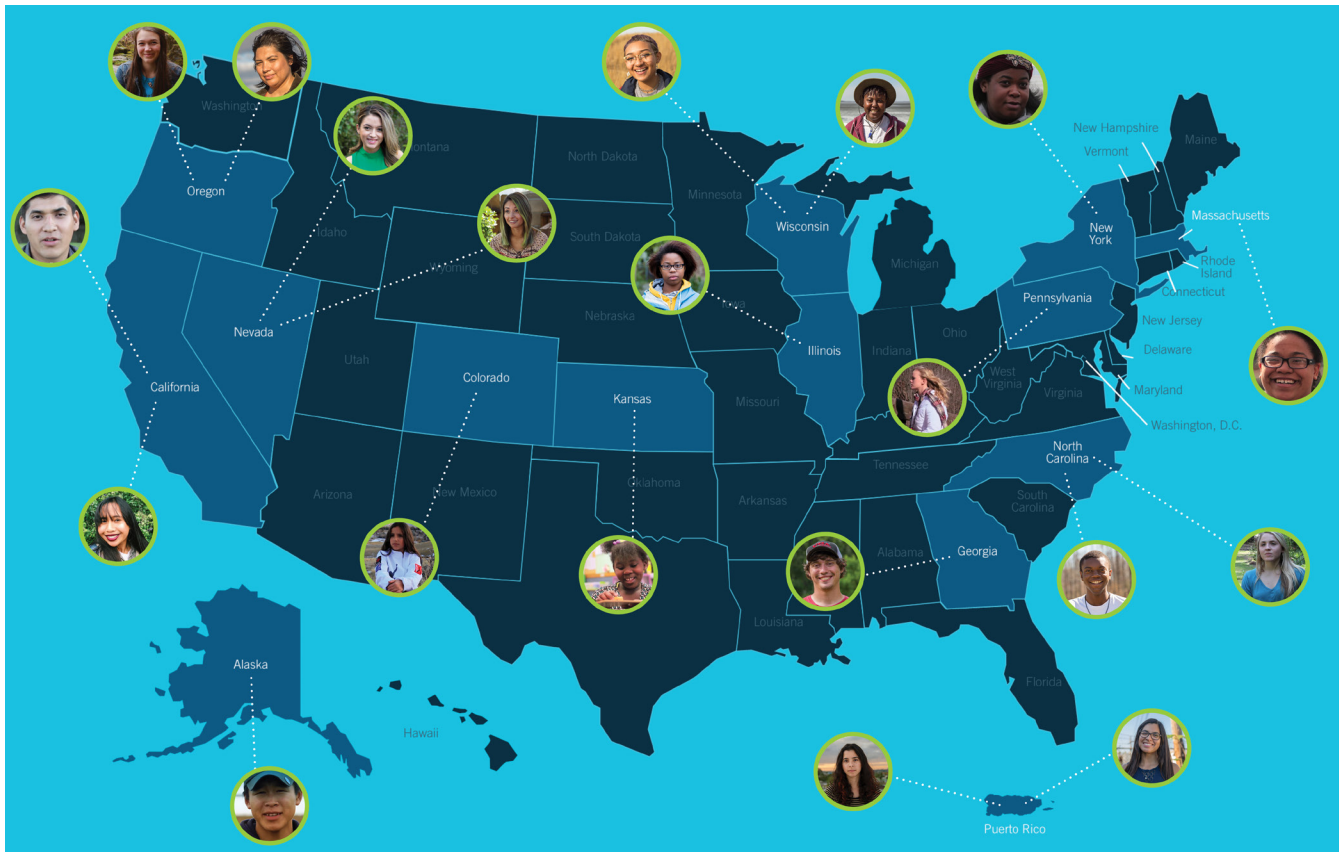 Washington
Montana
North Dakota
Minnesota
New Hampshire
Vermont
Maine
Oregon
Idaho
Wyoming
South Dakota
Wisconsin
Michigan
New
York
Massachusetts
Rhode
Island
Connecticut
Nevada
Utah
Nebraska
Iowa
Illinois
Indiana
Ohio
Pennsylvania
New Jersey
Delaware
Maryland
Washington, D.C.
California
Colorado
Kansas
Missouri
West
Virginia
Virginia
Arizona
New Mexico
Oklahoma
Arkansas
Tennessee
North
Carolina
South
Carolina
Alabama
Georgia
Louisiana
Florida
Alaska
Hawaii
Puerto Rico